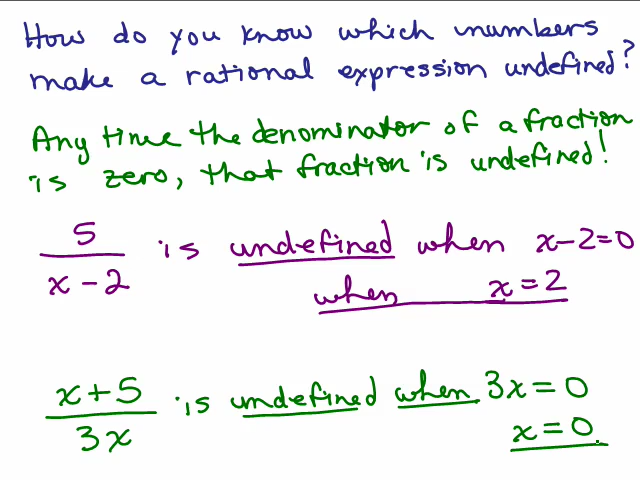 How do you know which numbers
make a rational expression undefined?
Any time the denominator of a fraction
is zero, that fraction is undefined!
5/(x-2) is undefined when x-2=0
when x=2
(x+5)/(3x) is undefined when 3x=0
x=0.